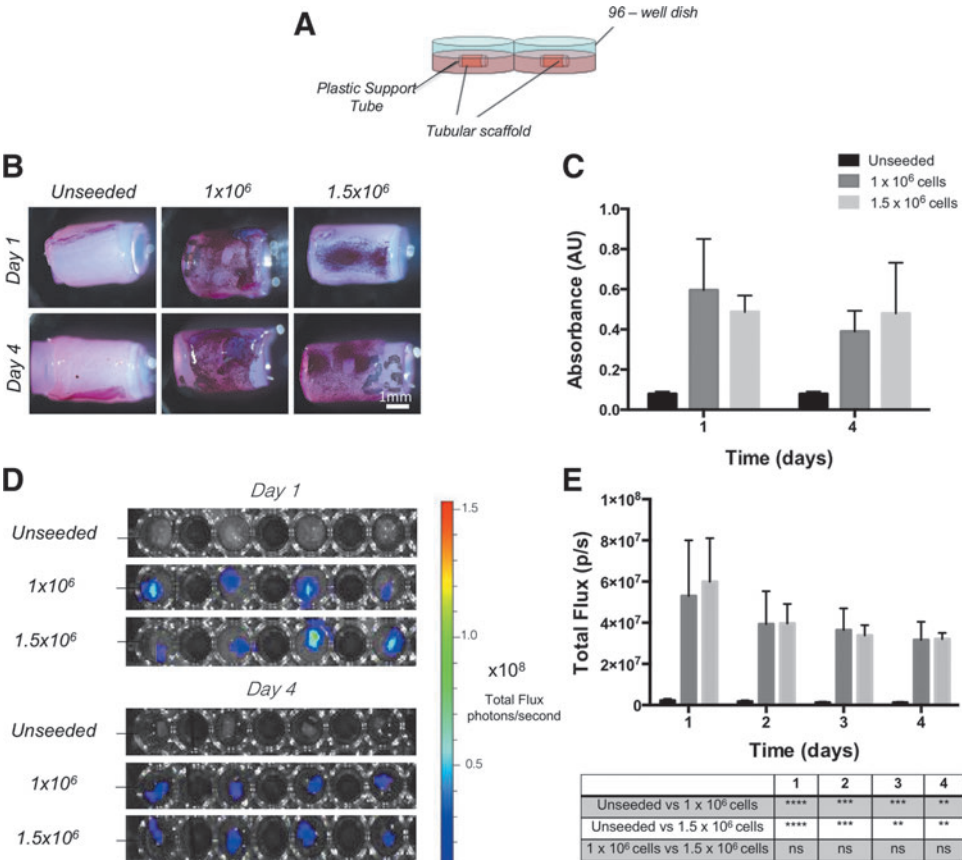 A
96 – well dish
Plastic Support
Tube
Tubular scaffold
B
Unseeded
1x10⁶
1.5x10⁶
Day 1
Day 4
1mm
C
Unseeded
1 x 10⁶ cells
1.5 x 10⁶ cells
Absorbance (AU)
1.0
0.8
0.6
0.4
0.2
0.0
1
4
Time (days)
D
Day 1
Unseeded
1x10⁶
1.5x10⁶
Day 4
Unseeded
1x10⁶
1.5x10⁶
1.5
1.0
0.5
x10⁸
Total Flux
photons/second
E
Total Flux (p/s)
1×10⁸
8×10⁷
6×10⁷
4×10⁷
2×10⁷
0
1
2
3
4
Time (days)
1 2 3 4
Unseeded vs 1 x 10⁶ cells **** *** *** **
Unseeded vs 1.5 x 10⁶ cells **** *** ** **
1 x 10⁶ cells vs 1.5 x 10⁶ cells ns ns ns ns